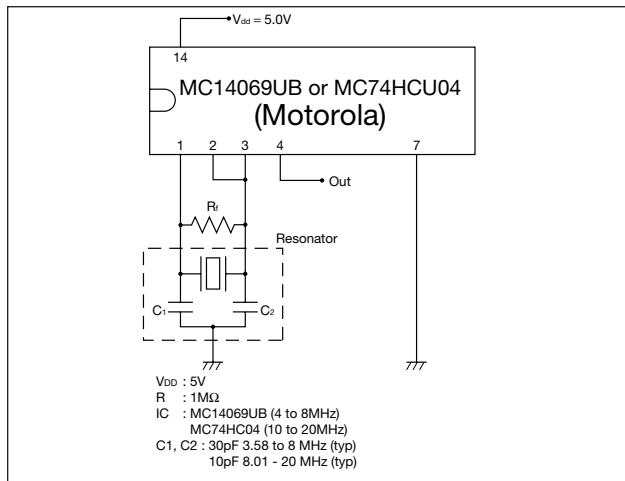 Vdd = 5.0V
14
MC14069UB or MC74HCU04
(Motorola)
1 2 3 4 7
Out
Rf
Resonator
C1 C2
VDD : 5V
R : 1MΩ
IC : MC14069UB (4 to 8MHz)
MC74HC04 (10 to 20MHz)
C1, C2 : 30pF 3.58 to 8 MHz (typ)
10pF 8.01 - 20 MHz (typ)